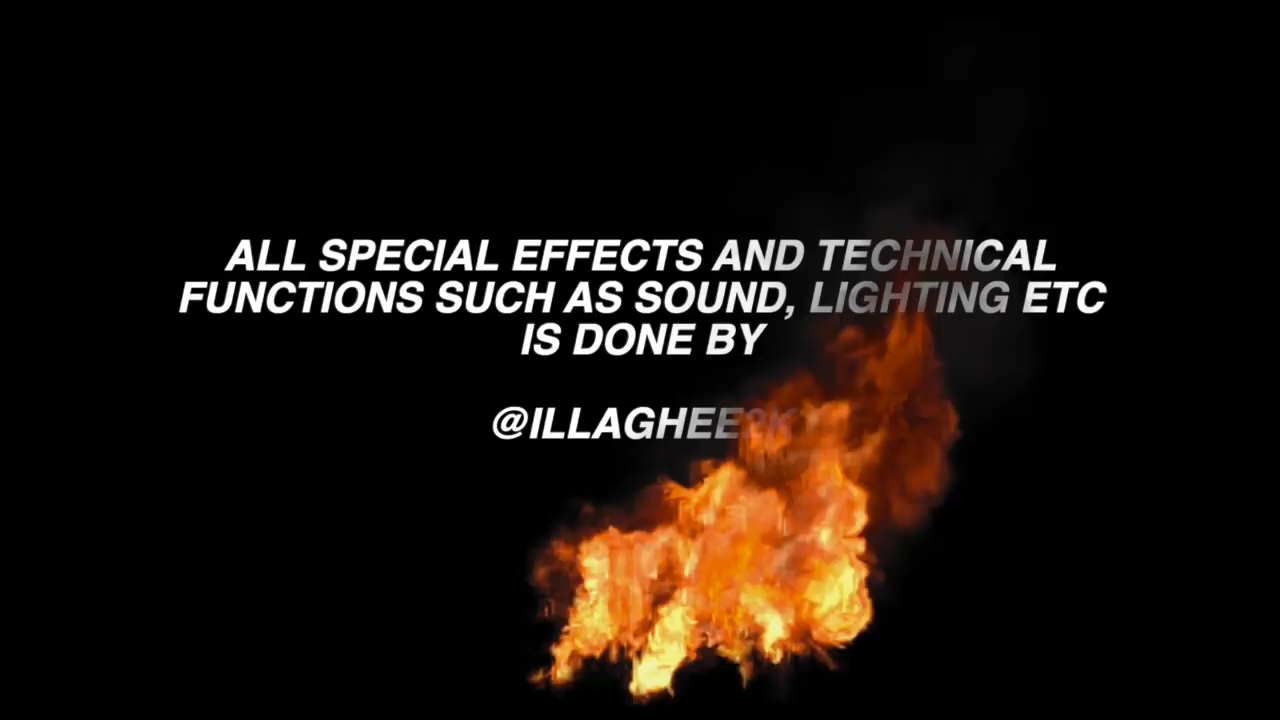 ALL SPECIAL EFFECTS AND TECHNICAL
FUNCTIONS SUCH AS SOUND, LIGHTING ETC
IS DONE BY